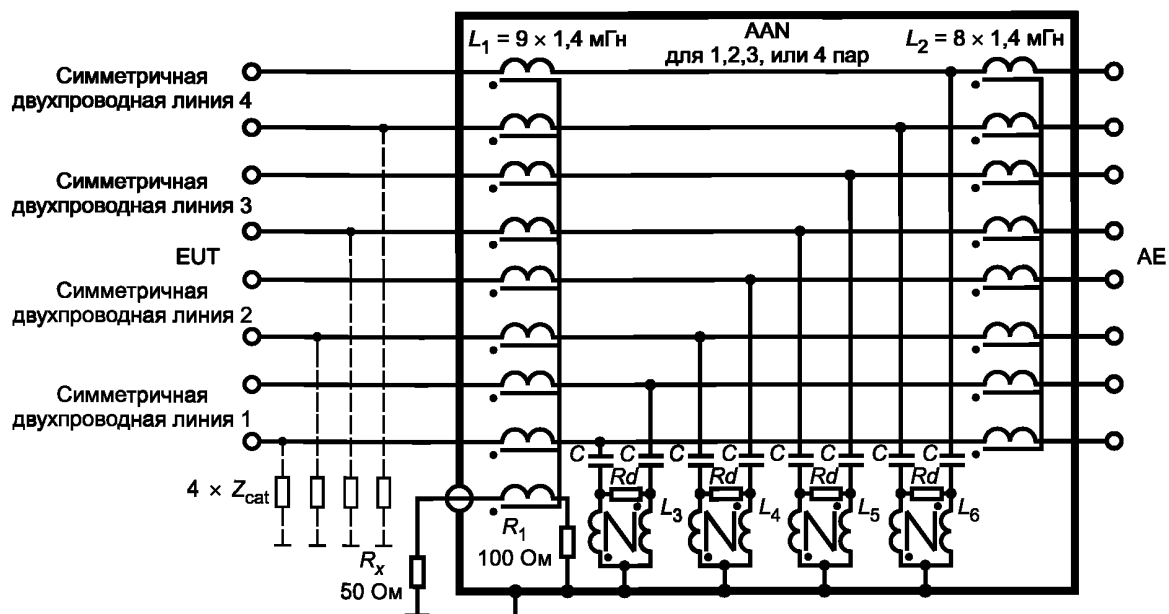 AAN
для 1,2,3, или 4 пар
L₁ = 9 × 1,4 мГн
L₂ = 8 × 1,4 мГн
Симметричная
двухпроводная линия 4
Симметричная
двухпроводная линия 3
EUT
AE
Симметричная
двухпроводная линия 2
Симметричная
двухпроводная линия 1
C C C C C C C C
Rd Rd Rd Rd
4 × Zcat
L₃ L₄ L₅ L₆
R₁
100 Ом
Rx
50 Ом